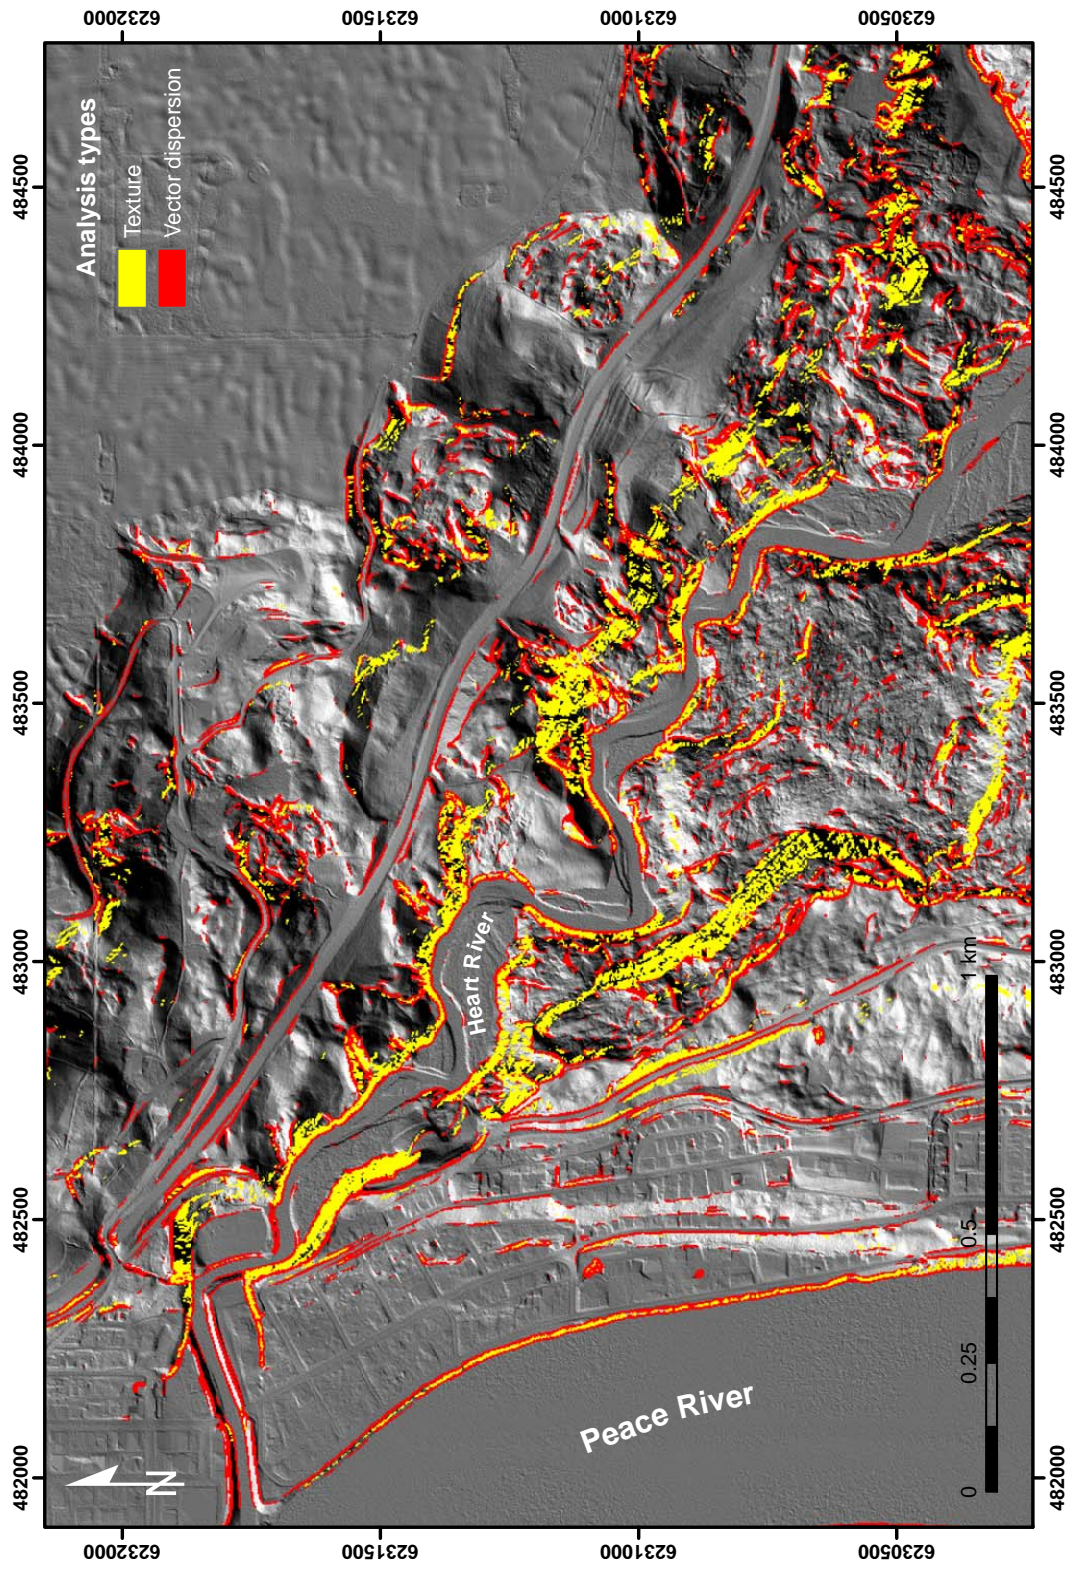 482000 482500 483000 483500 484000 484500
6232000
6231500
6231000
6230500
N
Analysis types
Texture
Vector dispersion
Heart River
Peace River
0 0.25 0.5 1 km
6232000
6231500
6231000
6230500
482000 482500 483000 483500 484000 484500